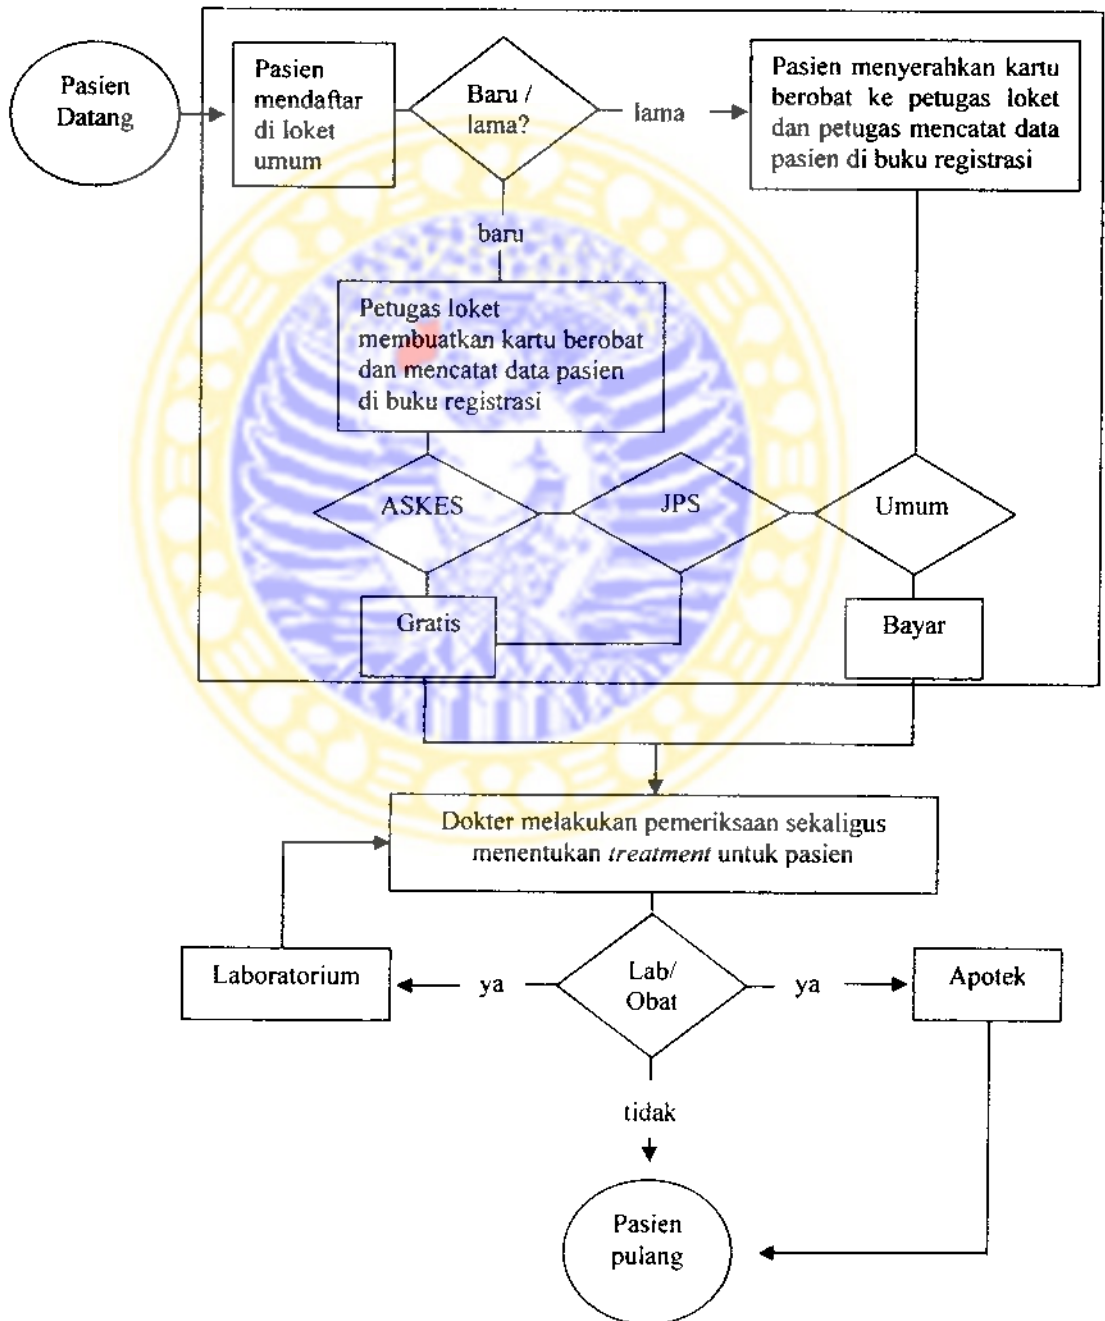 Pasien
Datang
Pasien
mendaftar
di loket
umum
Baru /
lama?
lama
Pasien menyerahkan kartu
berobat ke petugas loket
dan petugas mencatat data
pasien di buku registrasi
baru
Petugas loket
membuatkan kartu berobat
dan mencatat data pasien
di buku registrasi
ASKES
JPS
Umum
Gratis
Bayar
Dokter melakukan pemeriksaan sekaligus
menentukan treatment untuk pasien
Laboratorium
ya
Lab/
Obat
ya
Apotek
tidak
Pasien
pulang